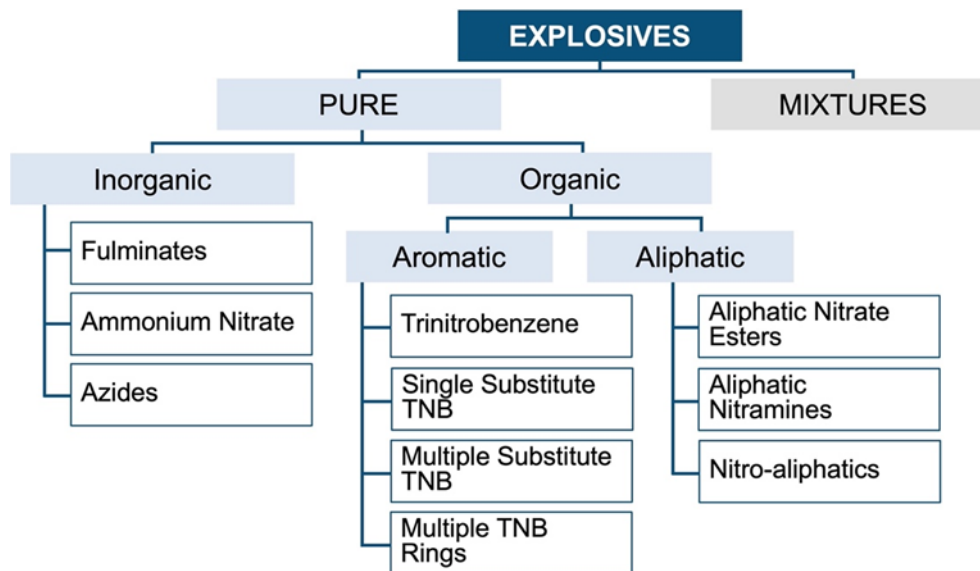 EXPLOSIVES
PURE
MIXTURES
Inorganic
Organic
Fulminates
Ammonium Nitrate
Azides
Aromatic
Aliphatic
Trinitrobenzene
Single Substitute
TNB
Multiple Substitute
TNB
Multiple TNB
Rings
Aliphatic Nitrate
Esters
Aliphatic
Nitramines
Nitro-aliphatics